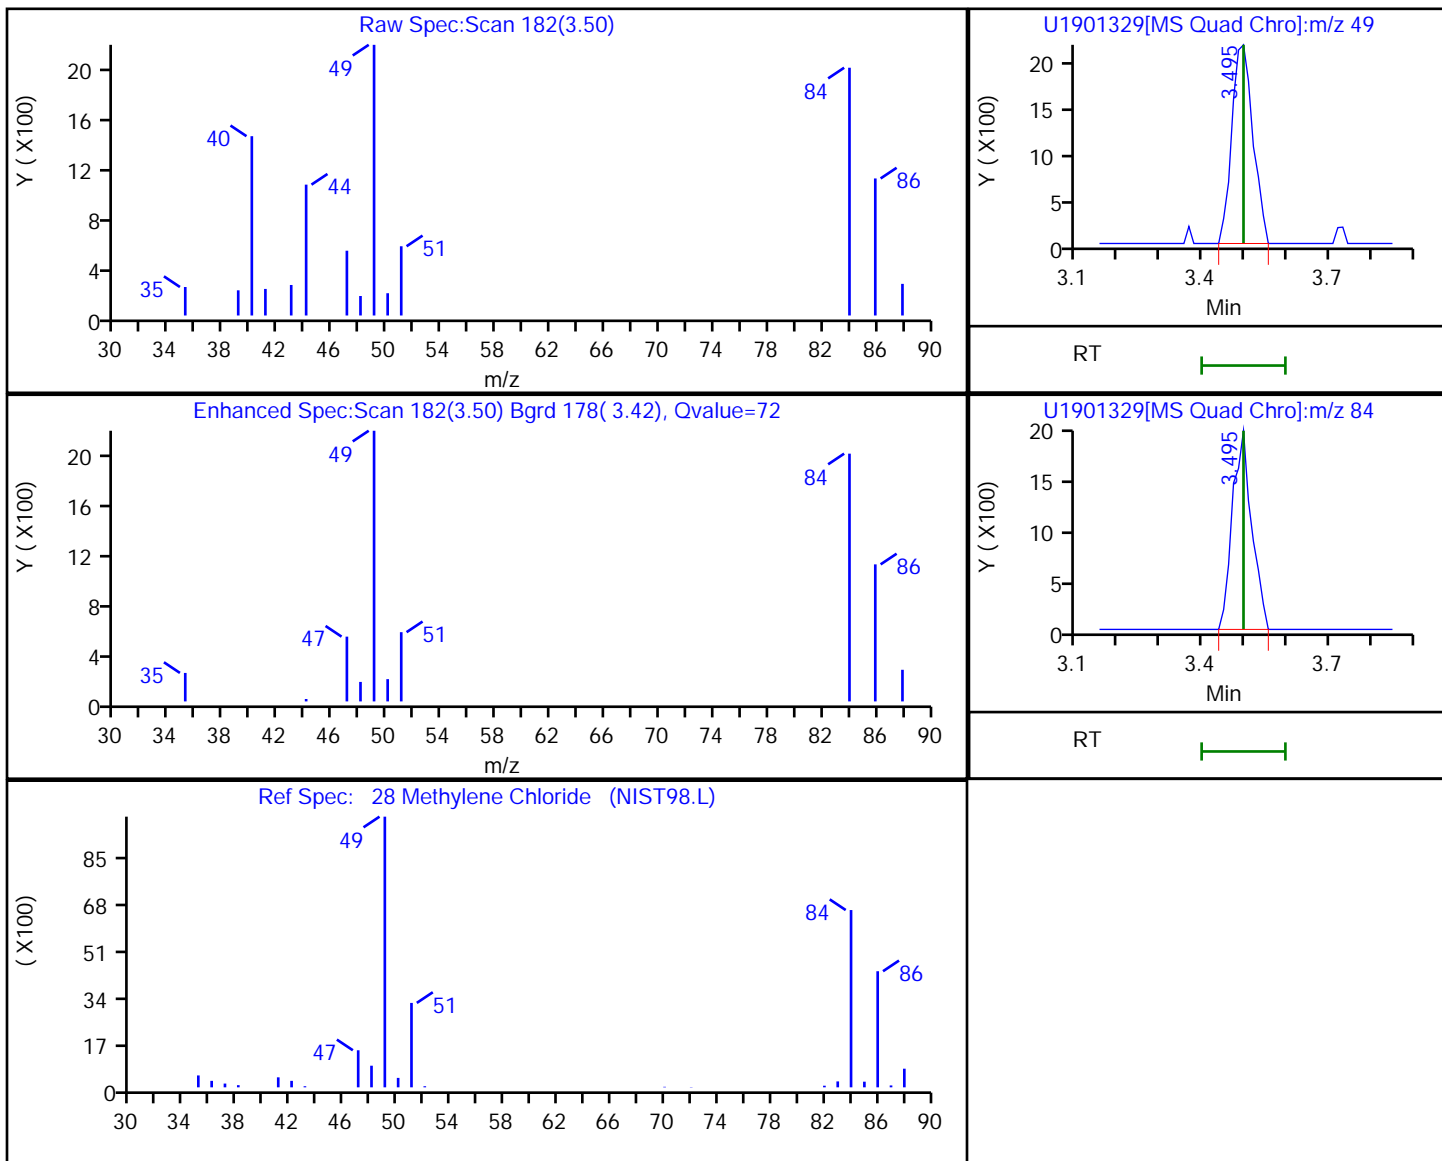 Raw Spec:Scan 182(3.50)
Y ( X100)
20
16
12
8
4
0
35
40
44
49
51
84
86
30 34 38 42 46 50 54 58 62 66 70 74 78 82 86 90
m/z
U1901329[MS Quad Chro]:m/z 49
Y ( X100)
20
15
10
5
0
3.495
3.1 3.4 3.7
Min
RT
Enhanced Spec:Scan 182(3.50) Bgrd 178( 3.42), Qvalue=72
Y ( X100)
20
16
12
8
4
0
35
47
49
51
84
86
30 34 38 42 46 50 54 58 62 66 70 74 78 82 86 90
m/z
U1901329[MS Quad Chro]:m/z 84
Y ( X100)
20
15
10
5
0
3.495
3.1 3.4 3.7
Min
RT
Ref Spec: 28 Methylene Chloride (NIST98.L)
( X100)
85
68
51
34
17
0
47
49
51
84
86
30 34 38 42 46 50 54 58 62 66 70 74 78 82 86 90